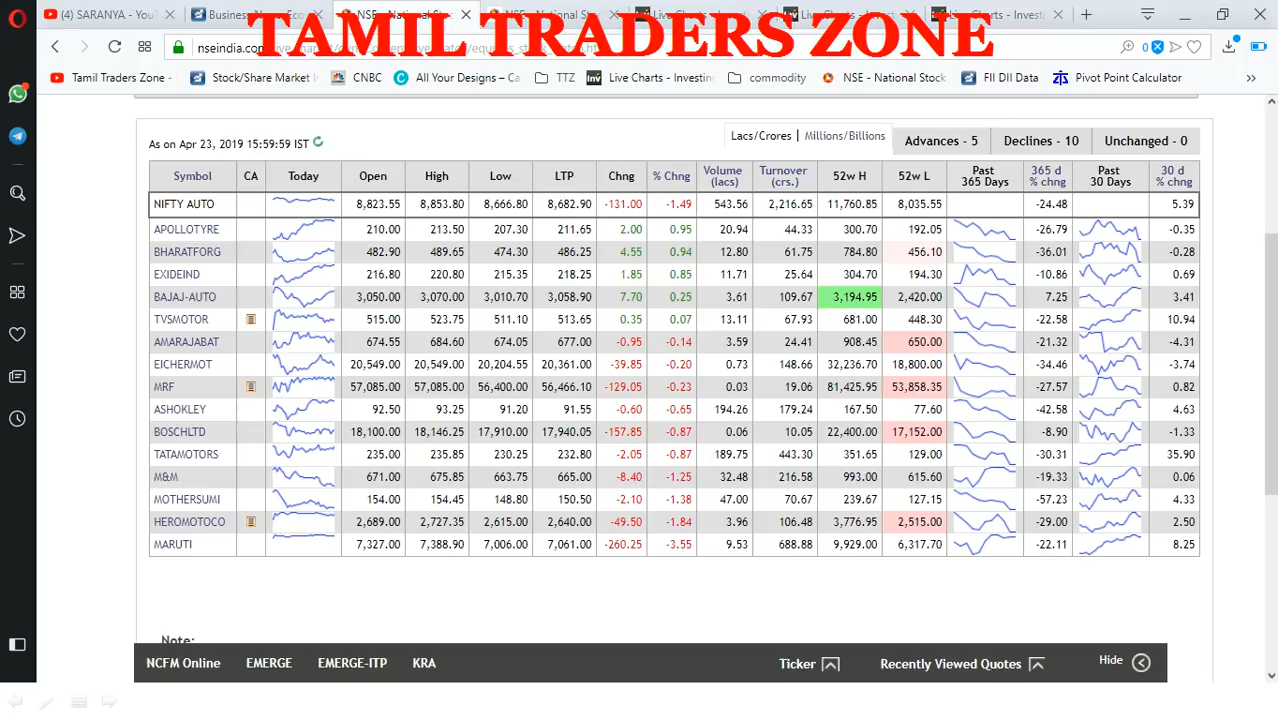 (4) SARANYA - You
Business
NSE - National St
NSE - National St
Live Charts - Invest
Live Charts - Invest
Live Charts - Investi
TAMIL TRADERS ZONE
nseindia.com
0
Tamil Traders Zone -
Stock/Share Market
CNBC
All Your Designs – Ca
TTZ
Live Charts - Investing
commodity
NSE - National Stock
FII DII Data
Pivot Point Calculator
As on Apr 23, 2019 15:59:59 IST
Lacs/Crores | Millions/Billions
Advances - 5
Declines - 10
Unchanged - 0
Symbol CA Today Open High Low LTP Chng % Chng Volume (lacs) Turnover (crs.) 52w H 52w L Past 365 Days 365 d % chng Past 30 Days 30 d % chng
NIFTY AUTO 8,823.55 8,853.80 8,666.80 8,682.90 -131.00 -1.49 543.56 2,216.65 11,760.85 8,035.55 -24.48 5.39
APOLLOTYRE 210.00 213.50 207.30 211.65 2.00 0.95 20.94 44.33 300.70 192.05 -26.79 -0.35
BHARATFORG 482.90 489.65 474.30 486.25 4.55 0.94 12.80 61.75 784.80 456.10 -36.01 -0.28
EXIDEIND 216.80 220.80 215.35 218.25 1.85 0.85 11.71 25.64 304.70 194.30 -10.86 0.69
BAJAJ-AUTO 3,050.00 3,070.00 3,010.70 3,058.90 7.70 0.25 3.61 109.67 3,194.95 2,420.00 7.25 3.41
TVSMOTOR 515.00 523.75 511.10 513.65 0.35 0.07 13.11 67.93 681.00 448.30 -22.58 10.94
AMARAJABAT 674.55 684.60 674.05 677.00 -0.95 -0.14 3.59 24.41 908.45 650.00 -21.32 -4.31
EICHERMOT 20,549.00 20,549.00 20,204.55 20,361.00 -39.85 -0.20 0.73 148.66 32,236.70 18,800.00 -34.46 -3.74
MRF 57,085.00 57,085.00 56,400.00 56,466.10 -129.05 -0.23 0.03 19.06 81,425.95 53,858.35 -27.57 0.82
ASHOKLEY 92.50 93.25 91.20 91.55 -0.60 -0.65 194.26 179.24 167.50 77.60 -42.58 4.63
BOSCHLTD 18,100.00 18,146.25 17,910.00 17,940.05 -157.85 -0.87 0.06 10.05 22,400.00 17,152.00 -8.90 -1.33
TATAMOTORS 235.00 235.85 230.25 232.80 -2.05 -0.87 189.75 443.30 351.65 129.00 -30.31 35.90
M&M 671.00 675.85 663.75 665.00 -8.40 -1.25 32.48 216.58 993.00 615.60 -19.33 0.06
MOTHERSUMI 154.00 154.45 148.80 150.50 -2.10 -1.38 47.00 70.67 239.67 127.15 -57.23 4.33
HEROMOTOCO 2,689.00 2,727.35 2,615.00 2,640.00 -49.50 -1.84 3.96 106.48 3,776.95 2,515.00 -29.00 2.50
MARUTI 7,327.00 7,388.90 7,006.00 7,061.00 -260.25 -3.55 9.53 688.88 9,929.00 6,317.70 -22.11 8.25
Note:
NCFM Online
EMERGE
EMERGE-ITP
KRA
Ticker
Recently Viewed Quotes
Hide